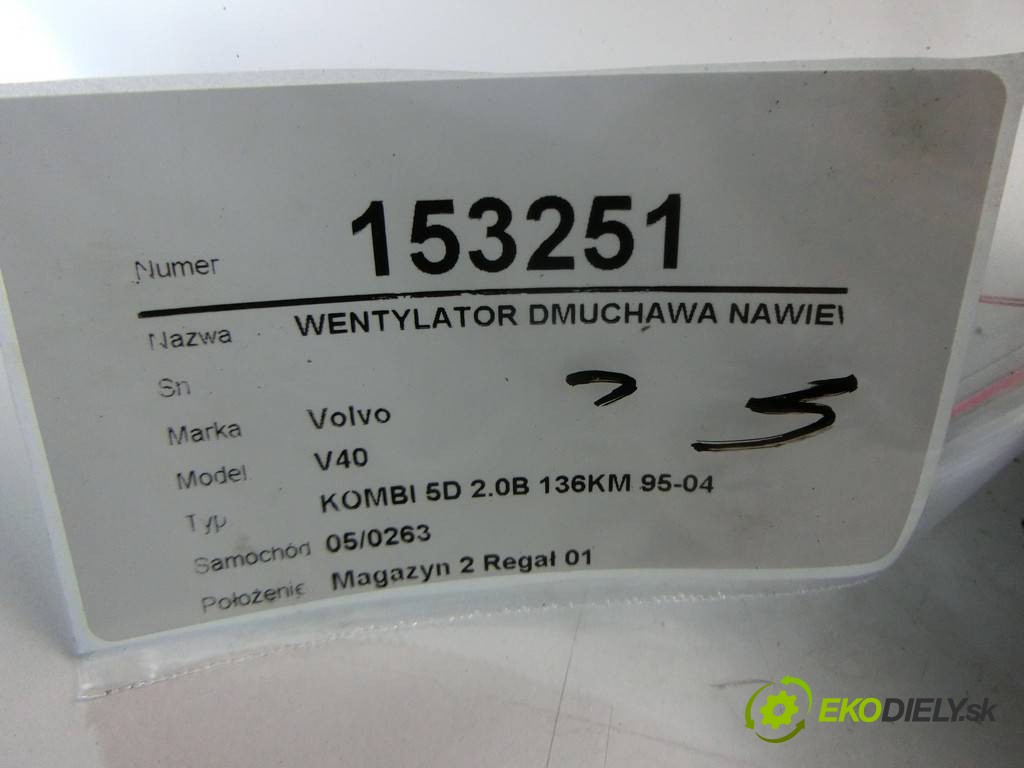 Numer 153251
Nazwa WENTYLATOR DMUCHAWA NAWIEW
Sn
Marka Volvo
Model V40
Typ KOMBI 5D 2.0B 136KM 95-04
Samochód 05/0263
Położenie Magazyn 2 Regał 01
EKODIELY.sk